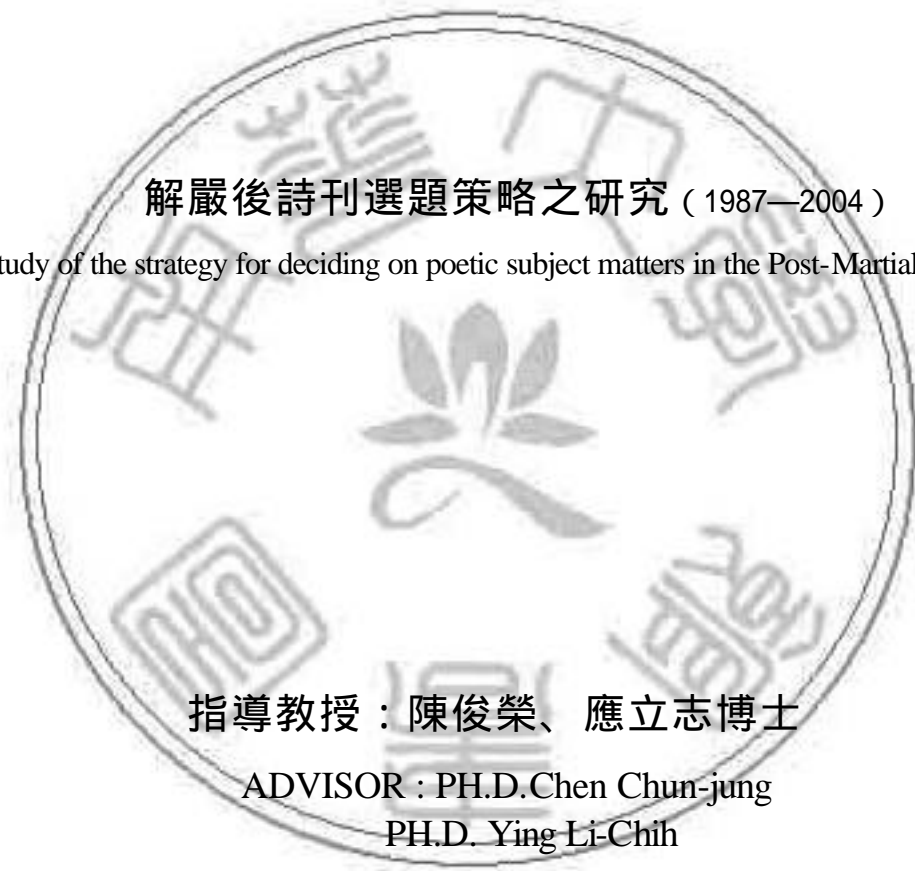 解嚴後詩刊選題策略之研究（1987—2004）
tudy of the strategy for deciding on poetic subject matters in the Post-Martial
指導教授：陳俊榮、應立志博士
ADVISOR : PH.D.Chen Chun-jung
PH.D. Ying Li-Chih